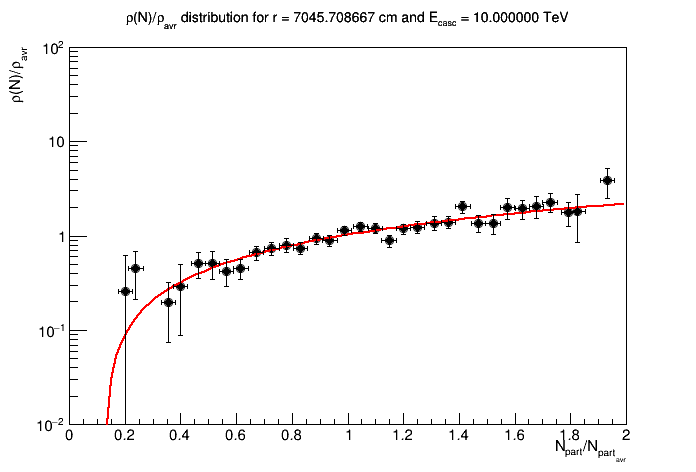 ρ(N)/ρavr distribution for r = 7045.708667 cm and Ecasc = 10.000000 TeV
ρ(N)/ρavr
10²
10
1
10⁻¹
10⁻²
0 0.2 0.4 0.6 0.8 1 1.2 1.4 1.6 1.8 2
Npart/Npartavr